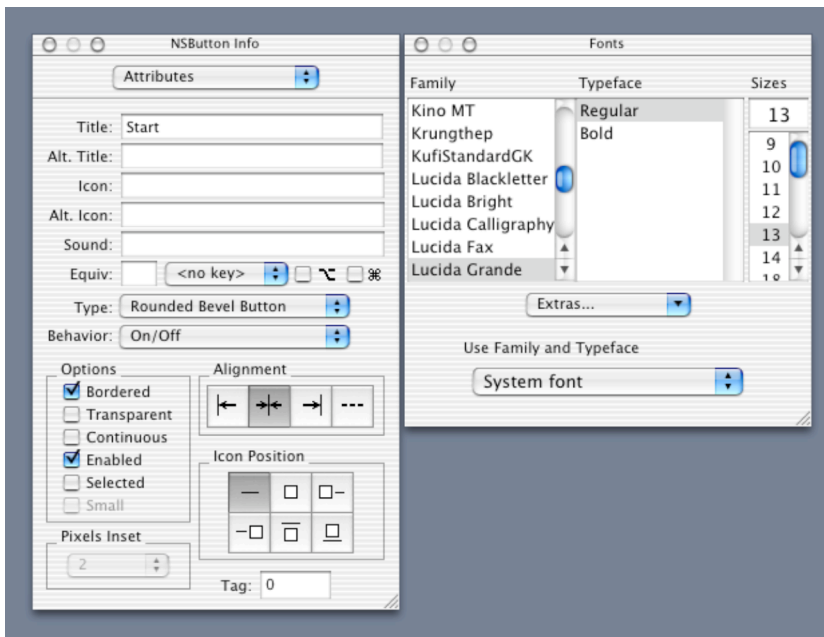 NSButton Info
Attributes
Title: Start
Alt. Title:
Icon:
Alt. Icon:
Sound:
Equiv: <no key> ⌥ ⌘
Type: Rounded Bevel Button
Behavior: On/Off
Options
Bordered
Transparent
Continuous
Enabled
Selected
Small
Alignment
Icon Position
Pixels Inset
2
Tag: 0
Fonts
Family Typeface Sizes
Kino MT
Krungthep
KufiStandardGK
Lucida Blackletter
Lucida Bright
Lucida Calligraphy
Lucida Fax
Lucida Grande
Regular
Bold
13
9
10
11
12
13
14
18
Extras...
Use Family and Typeface
System font